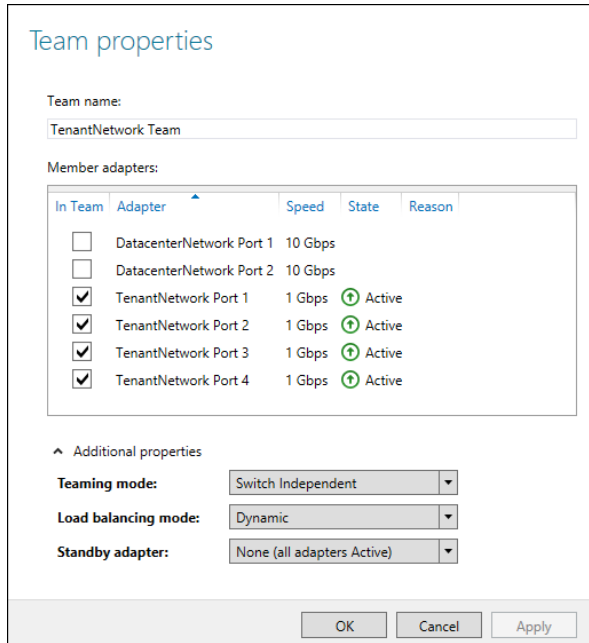 Team properties
Team name:
TenantNetwork Team
Member adapters:
In Team Adapter Speed State Reason
DatacenterNetwork Port 1 10 Gbps
DatacenterNetwork Port 2 10 Gbps
TenantNetwork Port 1 1 Gbps Active
TenantNetwork Port 2 1 Gbps Active
TenantNetwork Port 3 1 Gbps Active
TenantNetwork Port 4 1 Gbps Active
Additional properties
Teaming mode: Switch Independent
Load balancing mode: Dynamic
Standby adapter: None (all adapters Active)
OK Cancel Apply